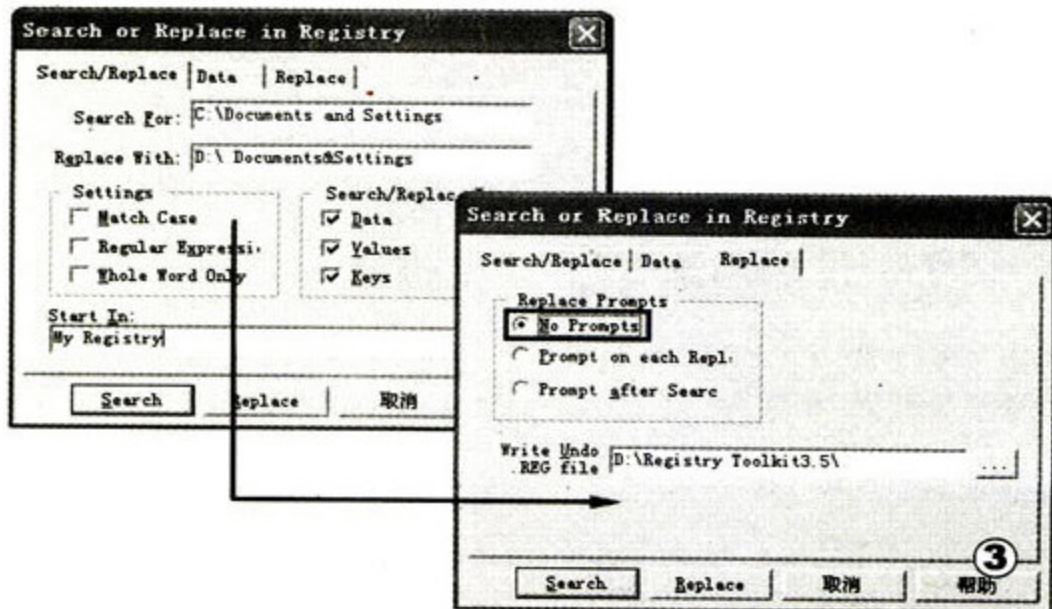 Search or Replace in Registry
Search/Replace Data Replace
Search For: C:\Documents and Settings
Replace With: D:\ Documents&Settings
Settings
Match Case
Regular Expressi
Whole Word Only
Search/Replace
Data
Values
Keys
Start In:
My Registry
Search Replace 取消
Search or Replace in Registry
Search/Replace Data Replace
Replace Prompts
No Prompts
Prompt on each Repl.
Prompt after Searc
Write Undo
.REG file D:\Registry Toolkit3.5\ ...
Search Replace 取消 帮助
③